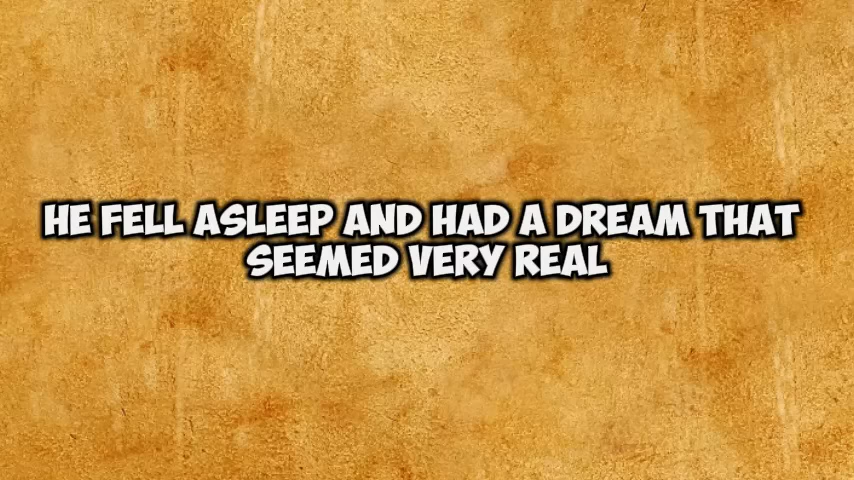 HE FELL ASLEEP AND HAD A DREAM THAT
SEEMED VERY REAL